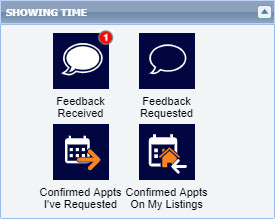 SHOWING TIME
1
Feedback
Received
Feedback
Requested
Confirmed Appts
I've Requested
Confirmed Appts
On My Listings